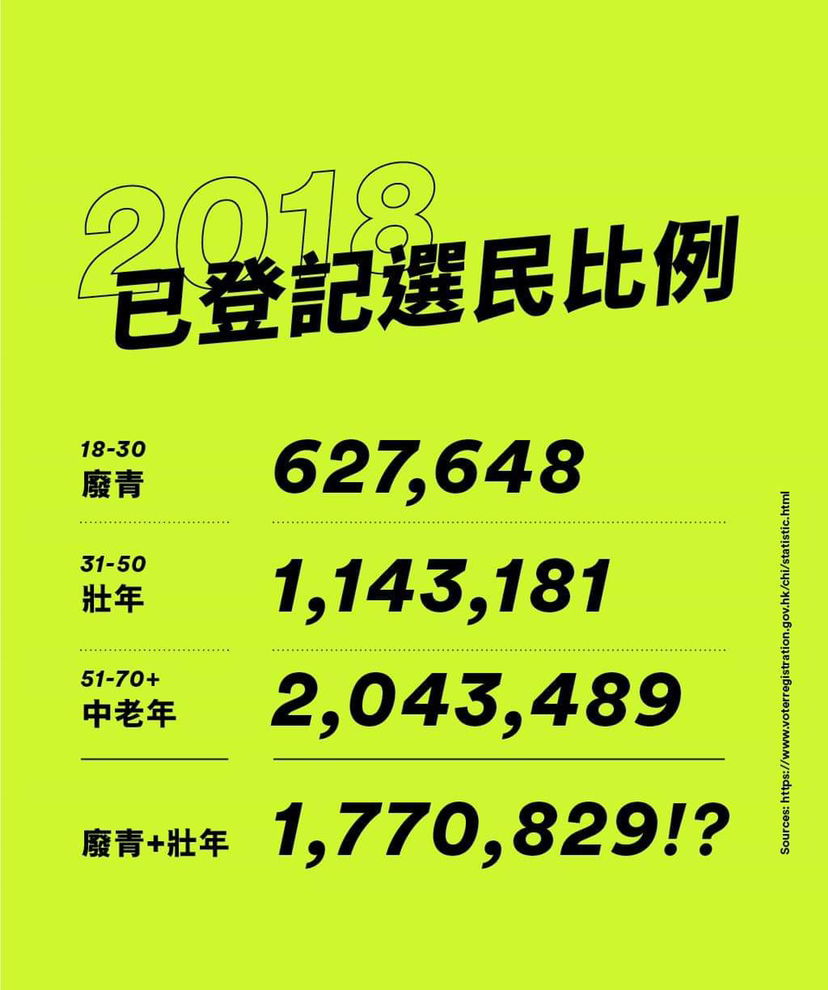 2018
已登記選民比例
18-30
廢青
627,648
31-50
壯年
1,143,181
51-70+
中老年
2,043,489
廢青+壯年
1,770,829!?
Sources: https://www.voterregistration.gov.hk/chi/statistic.html